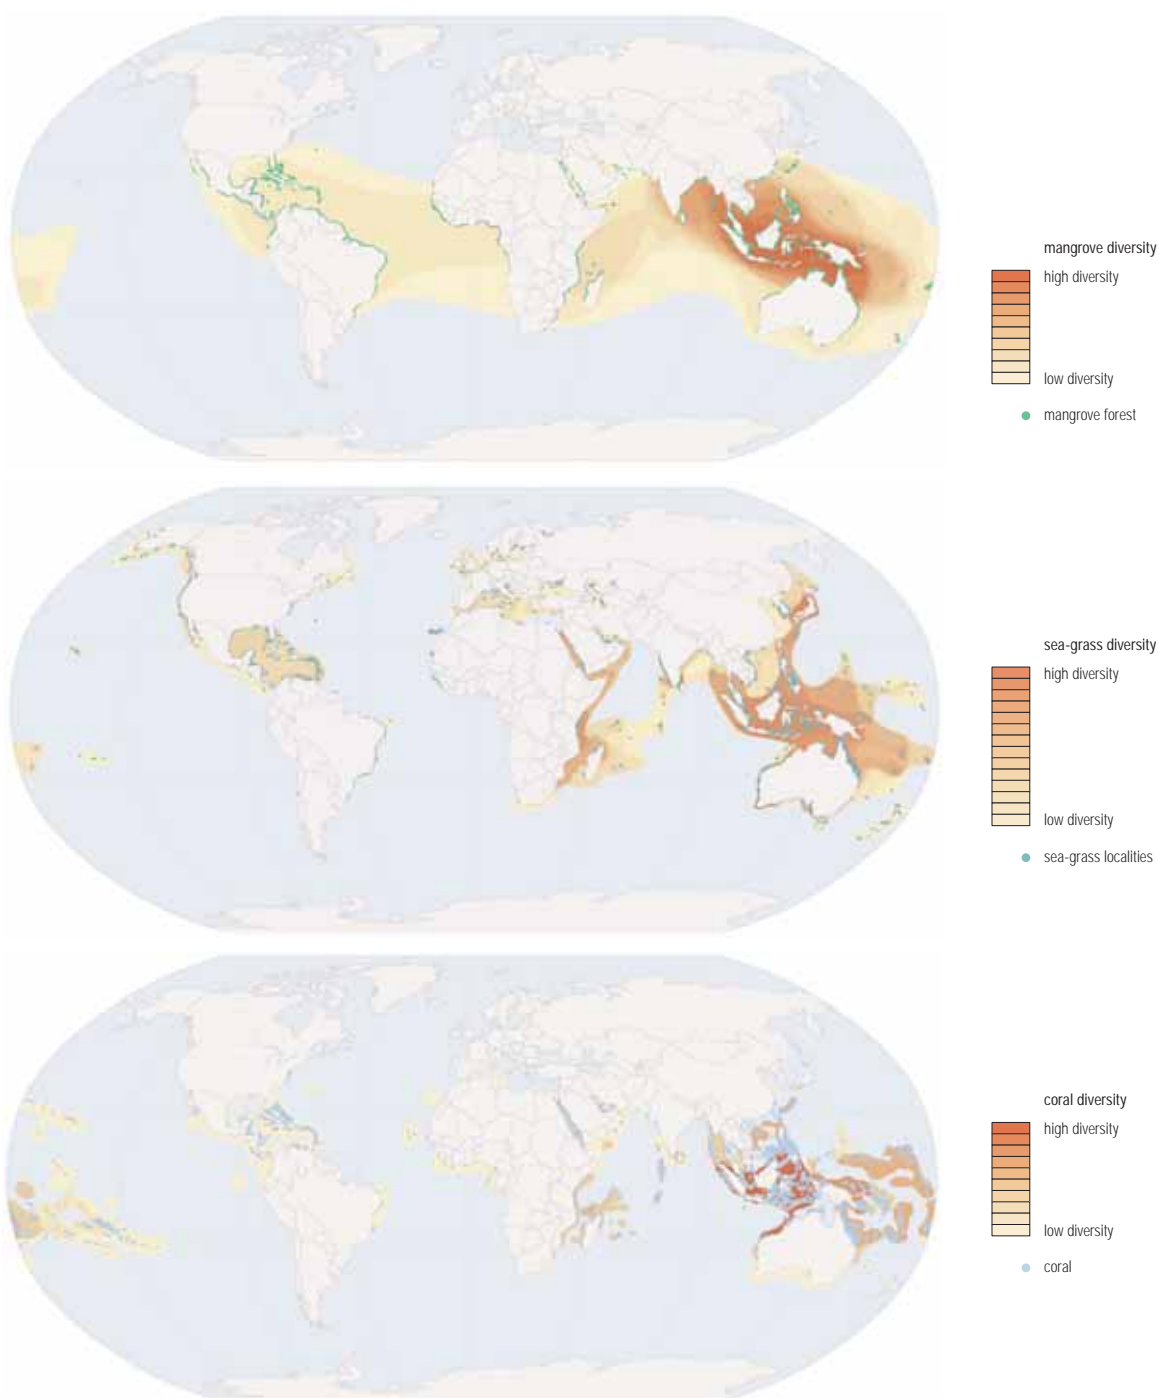 mangrove diversity
high diversity
low diversity
mangrove forest
sea-grass diversity
high diversity
low diversity
sea-grass localities
coral diversity
high diversity
low diversity
coral